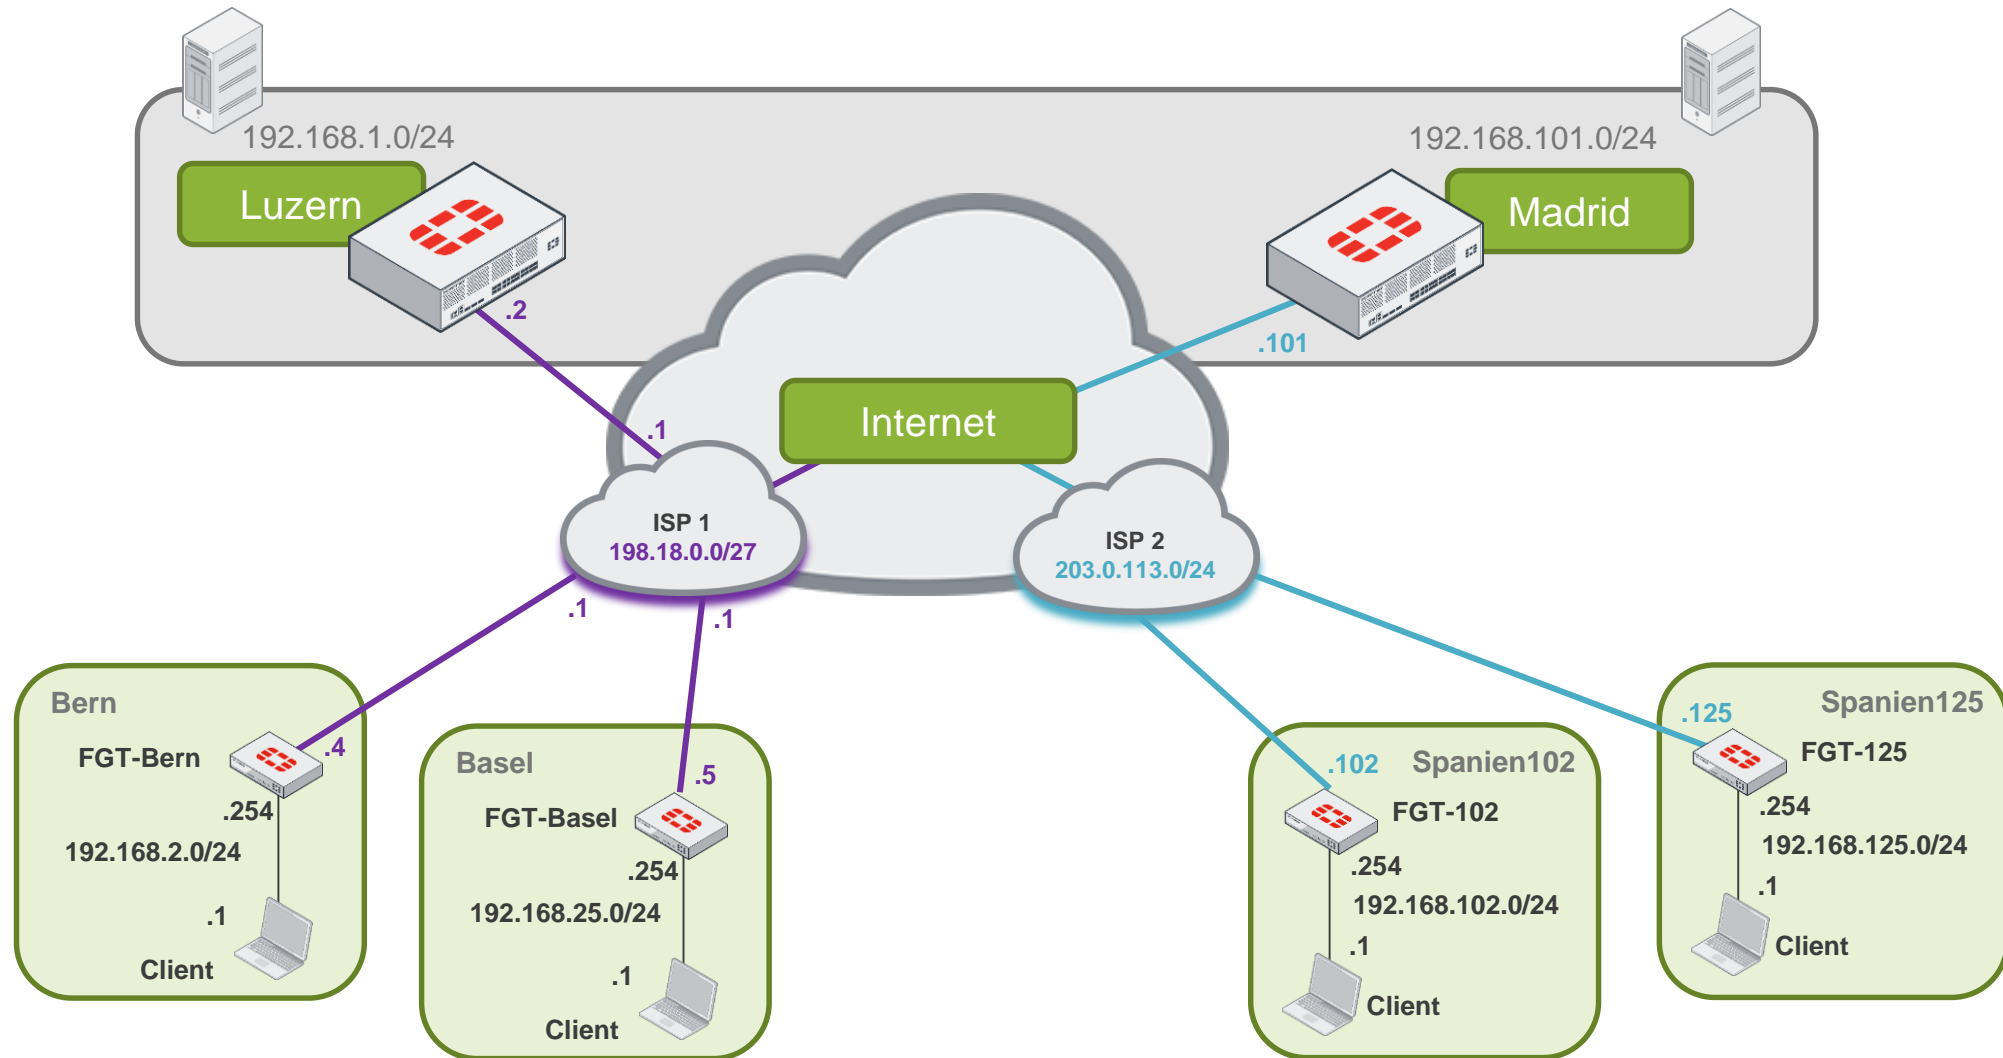 192.168.1.0/24
192.168.101.0/24
Luzern
Madrid
.2
.101
Internet
.1
ISP 1
198.18.0.0/27
ISP 2
203.0.113.0/24
.1
.1
Bern
FGT-Bern
.4
.254
192.168.2.0/24
.1
Client
Basel
.5
FGT-Basel
.254
192.168.25.0/24
.1
Client
.102
Spanien102
FGT-102
.254
192.168.102.0/24
.1
Client
.125
Spanien125
FGT-125
.254
192.168.125.0/24
.1
Client